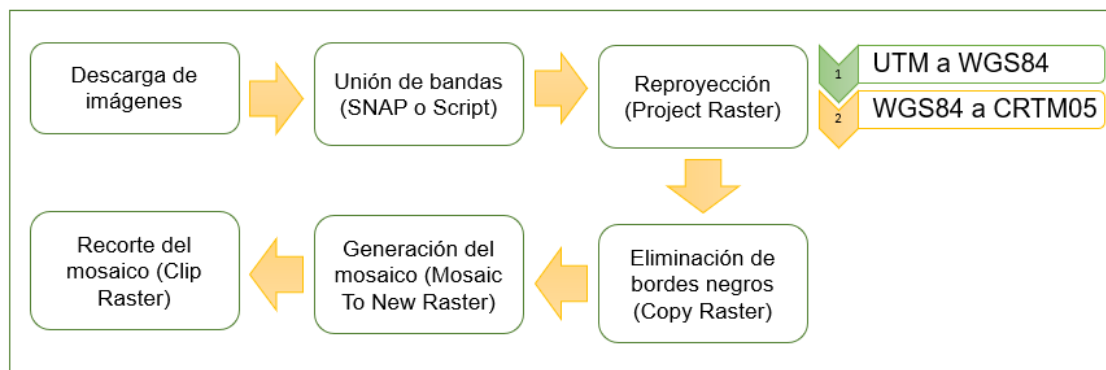 Descarga de
imágenes
Unión de bandas
(SNAP o Script)
Reproyección
(Project Raster)
1
UTM a WGS84
2
WGS84 a CRTM05
Eliminación de
bordes negros
(Copy Raster)
Generación del
mosaico (Mosaic
To New Raster)
Recorte del
mosaico (Clip
Raster)